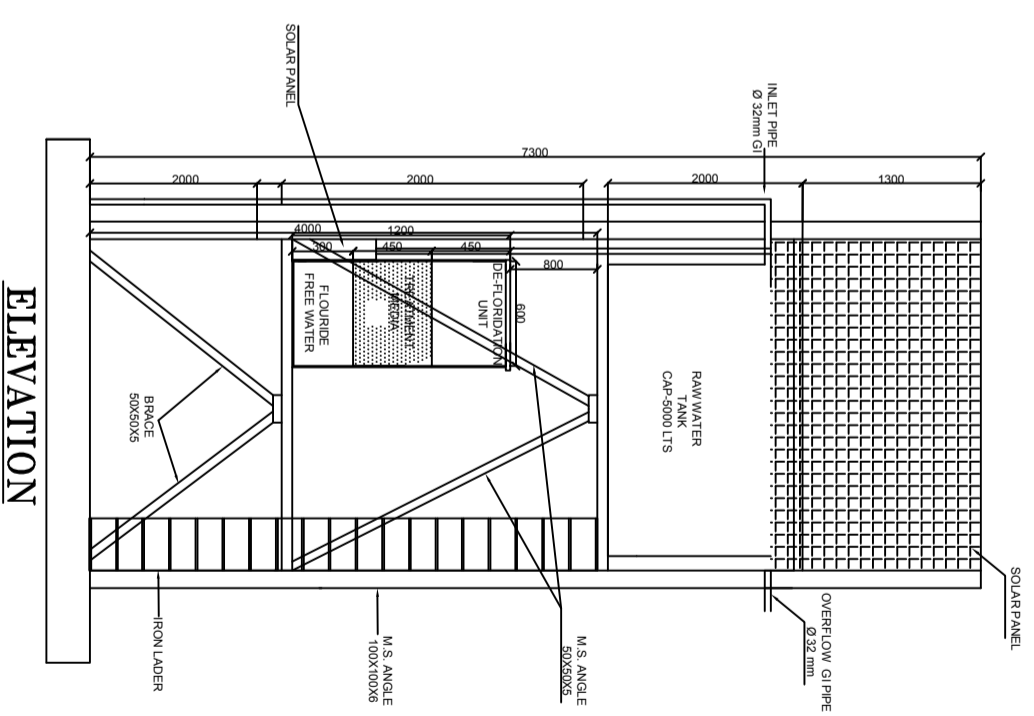 SOLAR PANEL
INLET PIPE
Ø 32mm GI
7300
2000
2000
2000
1300
4000
1200
300
450
450
800
600
DE-FLORIDATION
UNIT
TREATMENT
MEDIA
FLOURIDE
FREE WATER
RAW WATER
TANK
CAP-5000 LTS
BRACE
50X50X5
SOLAR PANEL
OVERFLOW GI PIPE
Ø 32 mm
M.S. ANGLE
50X50X5
M.S. ANGLE
100X100X6
IRON LADER
ELEVATION